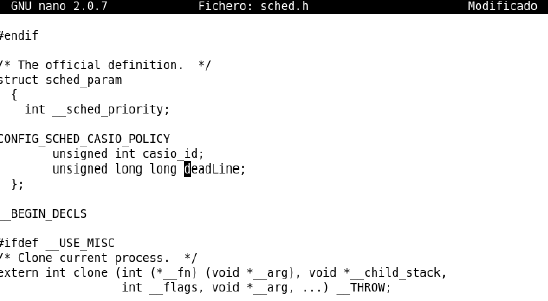 GNU nano 2.0.7 Fichero: sched.h Modificado
#endif
/* The official definition. */
struct sched_param
{
int __sched_priority;
CONFIG_SCHED_CASIO_POLICY
unsigned int casio_id;
unsigned long long deadLine;
};
__BEGIN_DECLS
#ifdef __USE_MISC
/* Clone current process. */
extern int clone (int (*__fn) (void *__arg), void *__child_stack,
int __flags, void *__arg, ...) __THROW;